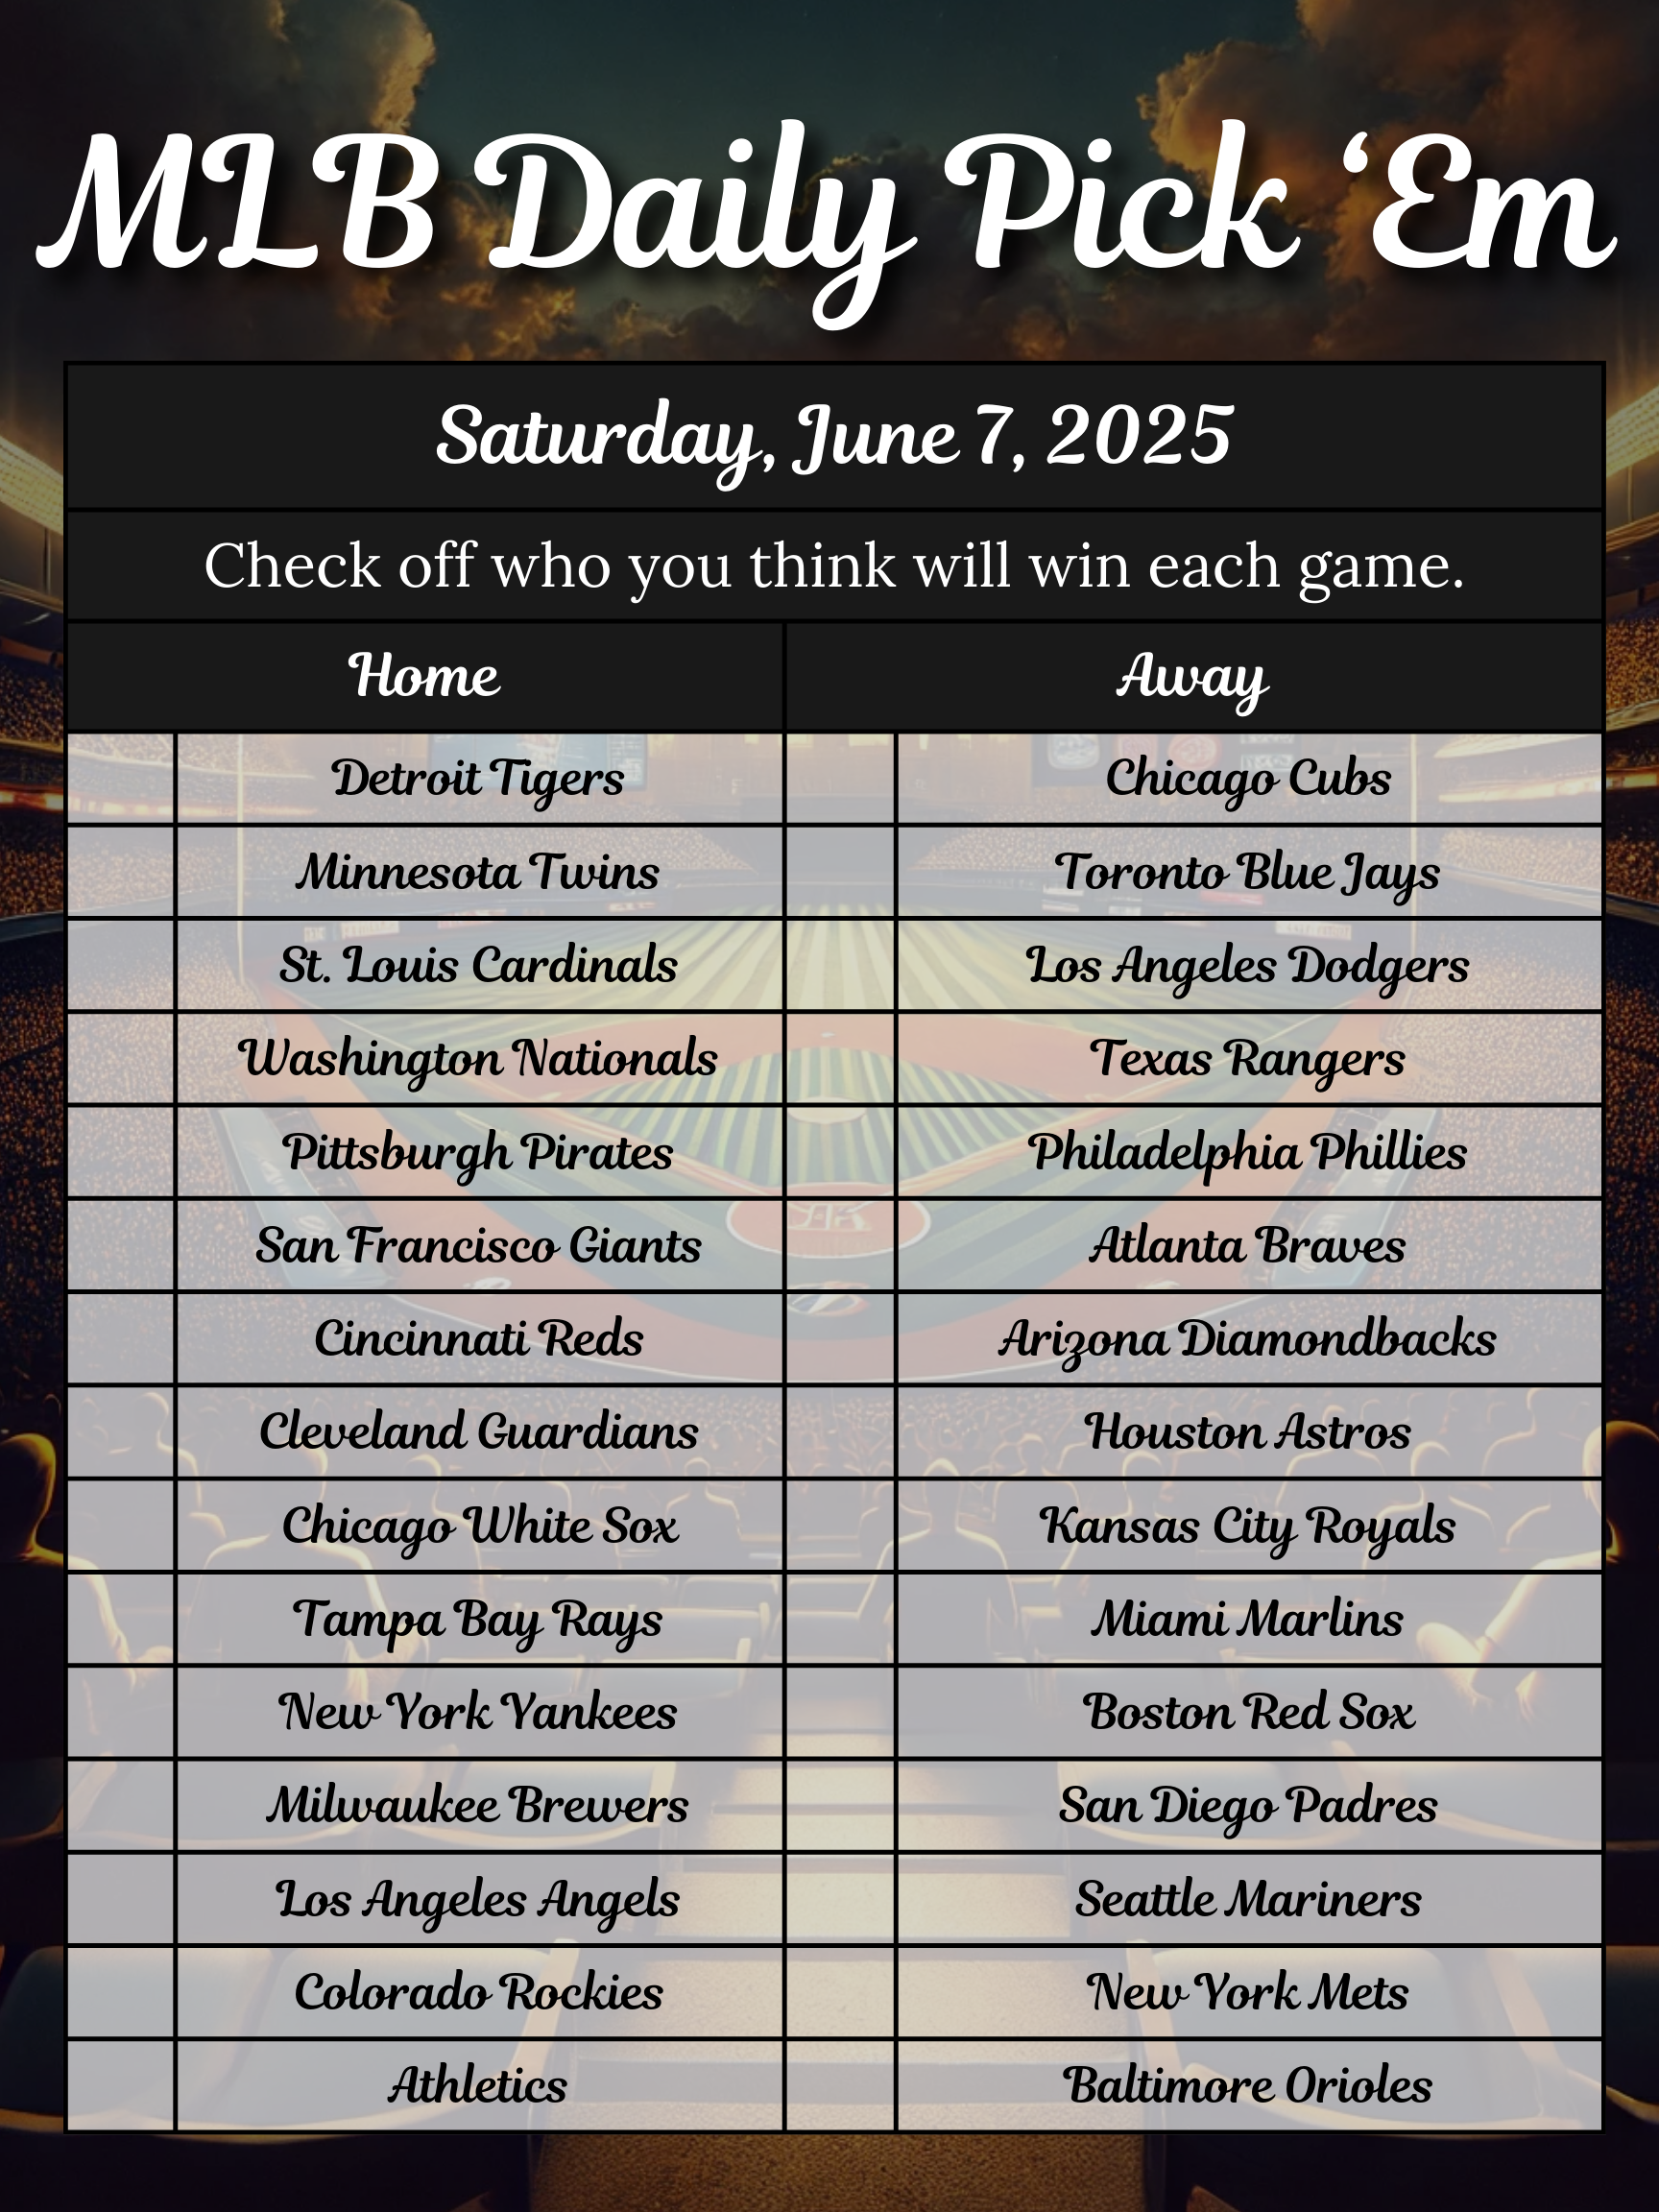 MLB Daily Pick ‘Em
Saturday, June 7, 2025
Check off who you think will win each game.
Home Away
Detroit Tigers Chicago Cubs
Minnesota Twins Toronto Blue Jays
St. Louis Cardinals Los Angeles Dodgers
Washington Nationals Texas Rangers
Pittsburgh Pirates Philadelphia Phillies
San Francisco Giants Atlanta Braves
Cincinnati Reds Arizona Diamondbacks
Cleveland Guardians Houston Astros
Chicago White Sox Kansas City Royals
Tampa Bay Rays Miami Marlins
New York Yankees Boston Red Sox
Milwaukee Brewers San Diego Padres
Los Angeles Angels Seattle Mariners
Colorado Rockies New York Mets
Athletics Baltimore Orioles